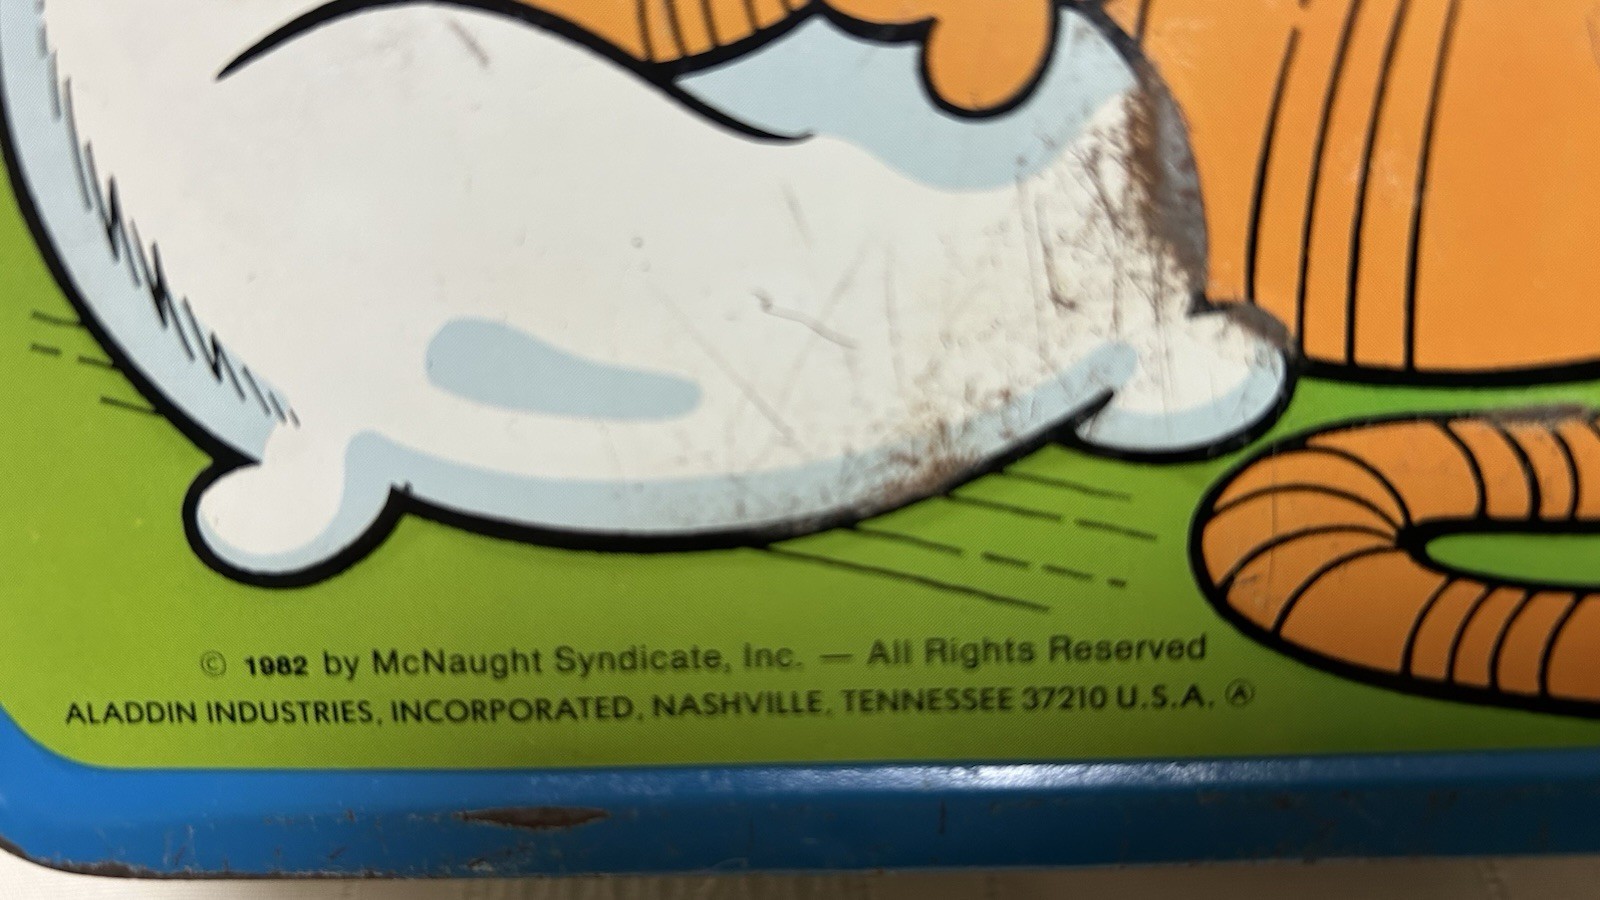 © 1982 by McNaught Syndicate, Inc. — All Rights Reserved
ALADDIN INDUSTRIES, INCORPORATED, NASHVILLE, TENNESSEE 37210 U.S.A. Ⓐ